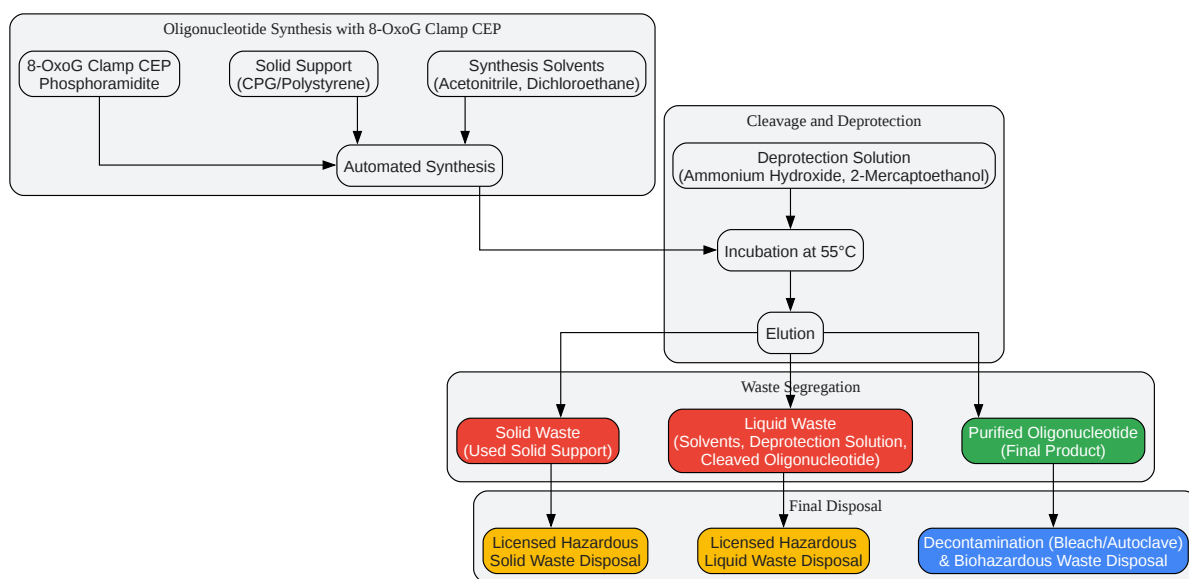 Oligonucleotide Synthesis with 8-OxoG Clamp CEP
8-OxoG Clamp CEP
Phosphoramidite
Solid Support
(CPG/Polystyrene)
Synthesis Solvents
(Acetonitrile, Dichloroethane)
Automated Synthesis
Cleavage and Deprotection
Deprotection Solution
(Ammonium Hydroxide, 2-Mercaptoethanol)
Incubation at 55°C
Elution
Waste Segregation
Solid Waste
(Used Solid Support)
Liquid Waste
(Solvents, Deprotection Solution,
Cleaved Oligonucleotide)
Purified Oligonucleotide
(Final Product)
Final Disposal
Licensed Hazardous
Solid Waste Disposal
Licensed Hazardous
Liquid Waste Disposal
Decontamination (Bleach/Autoclave)
& Biohazardous Waste Disposal